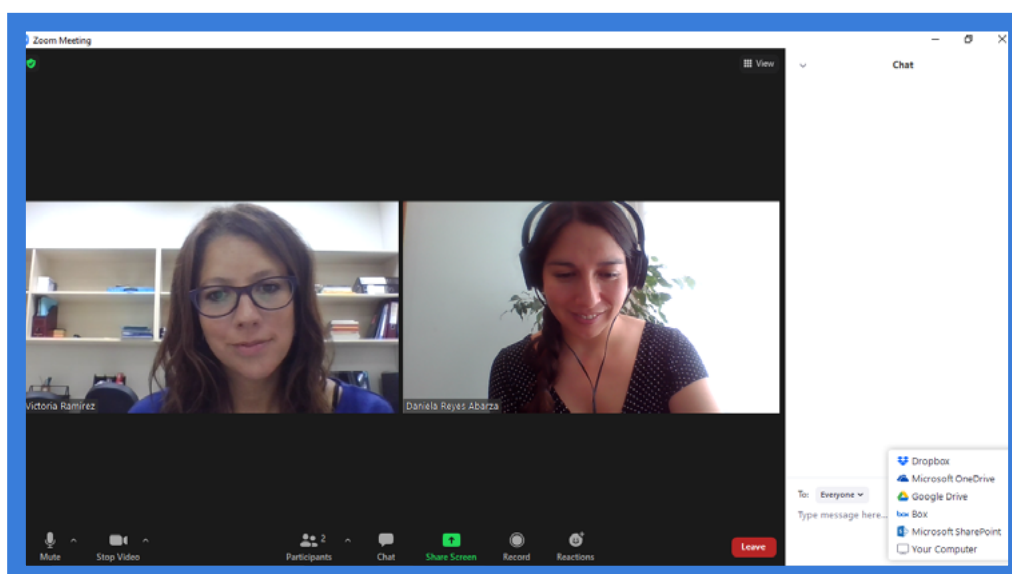 Zoom Meeting
View
Chat
Victoria Ramirez
Daniela Reyes Abarza
Dropbox
Microsoft OneDrive
Google Drive
box Box
Microsoft SharePoint
Your Computer
To: Everyone
Type message here...
2
Mute
Stop Video
Participants
Chat
Share Screen
Record
Reactions
Leave